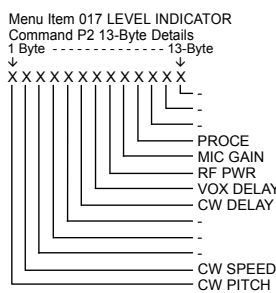 Menu Item 017 LEVEL INDICATOR
Command P2 13-Byte Details
1 Byte - - - - - - - - - - - - - - 13-Byte
↓ ↓
X X X X X X X X X X X X X
-
-
-
PROCE
MIC GAIN
RF PWR
VOX DELAY
CW DELAY
-
-
-
CW SPEED
CW PITCH